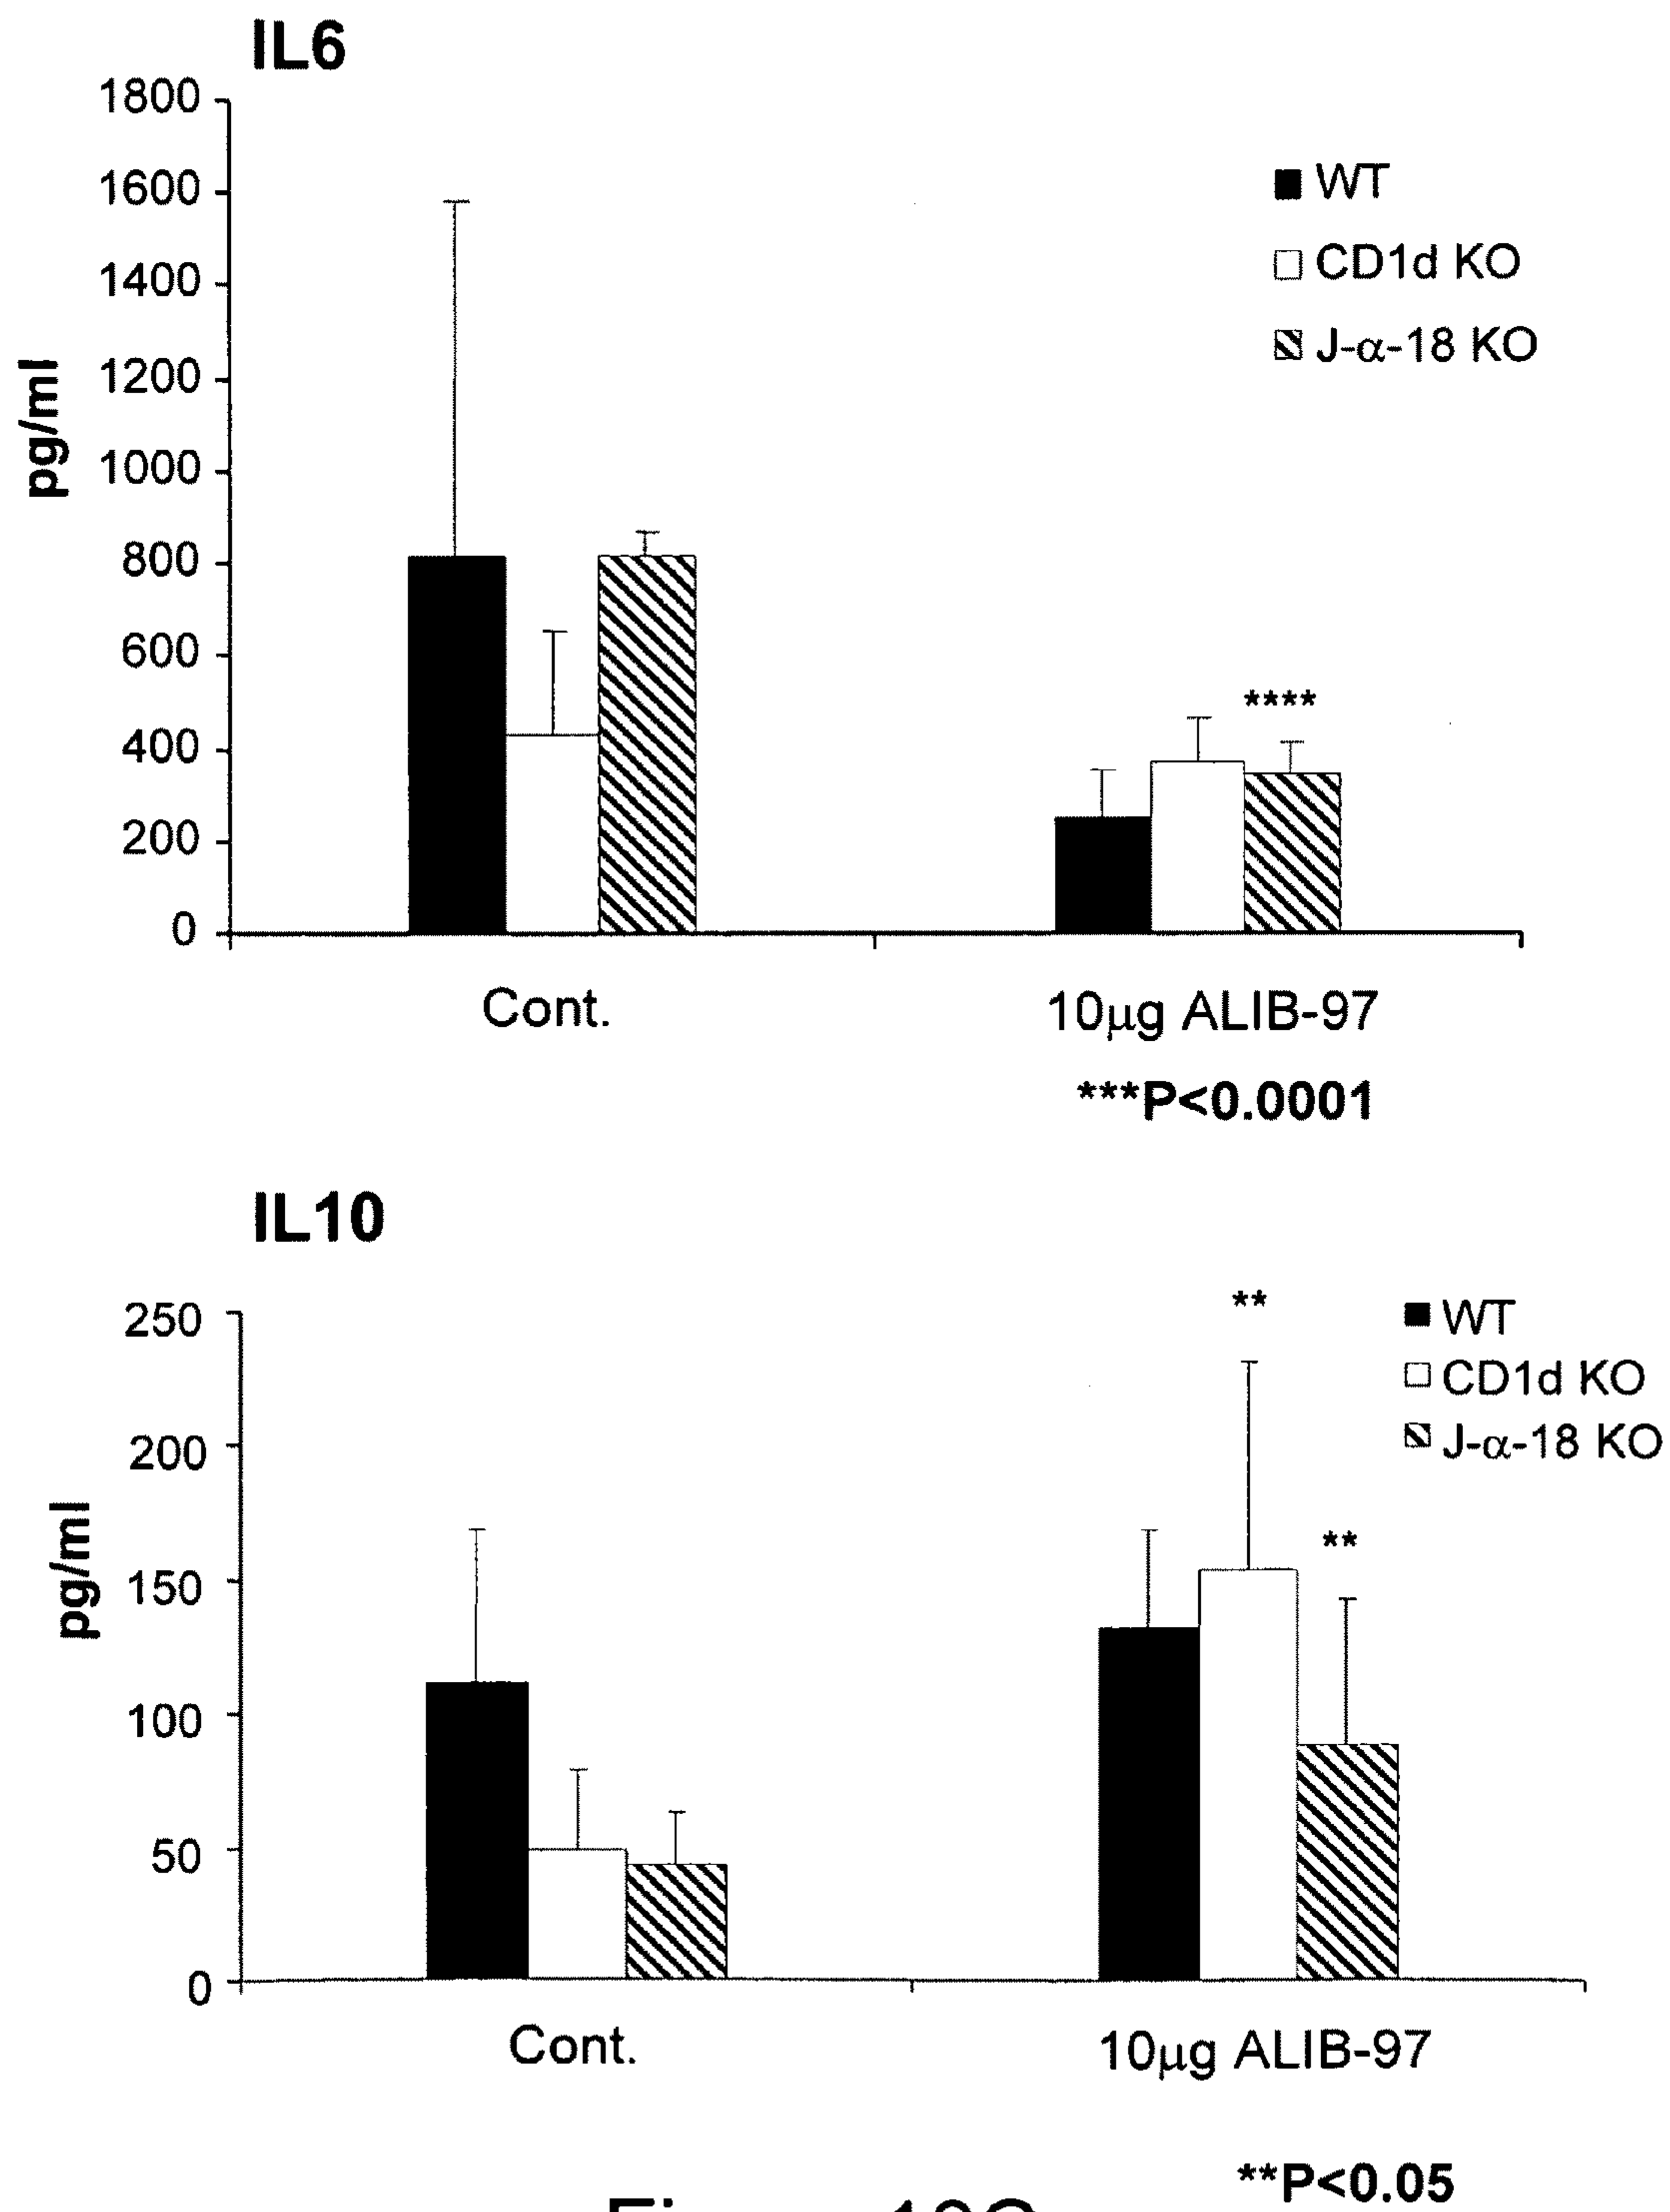 IL6
1800
1600
1400
1200
1000
800
600
400
200
0
pg/ml
WT
CD1d KO
J-α-18 KO
****
Cont.
10μg ALIB-97
***P<0.0001
IL10
250
200
150
100
50
0
pg/ml
**
WT
CD1d KO
J-α-18 KO
**
Cont.
10μg ALIB-97
**P<0.05